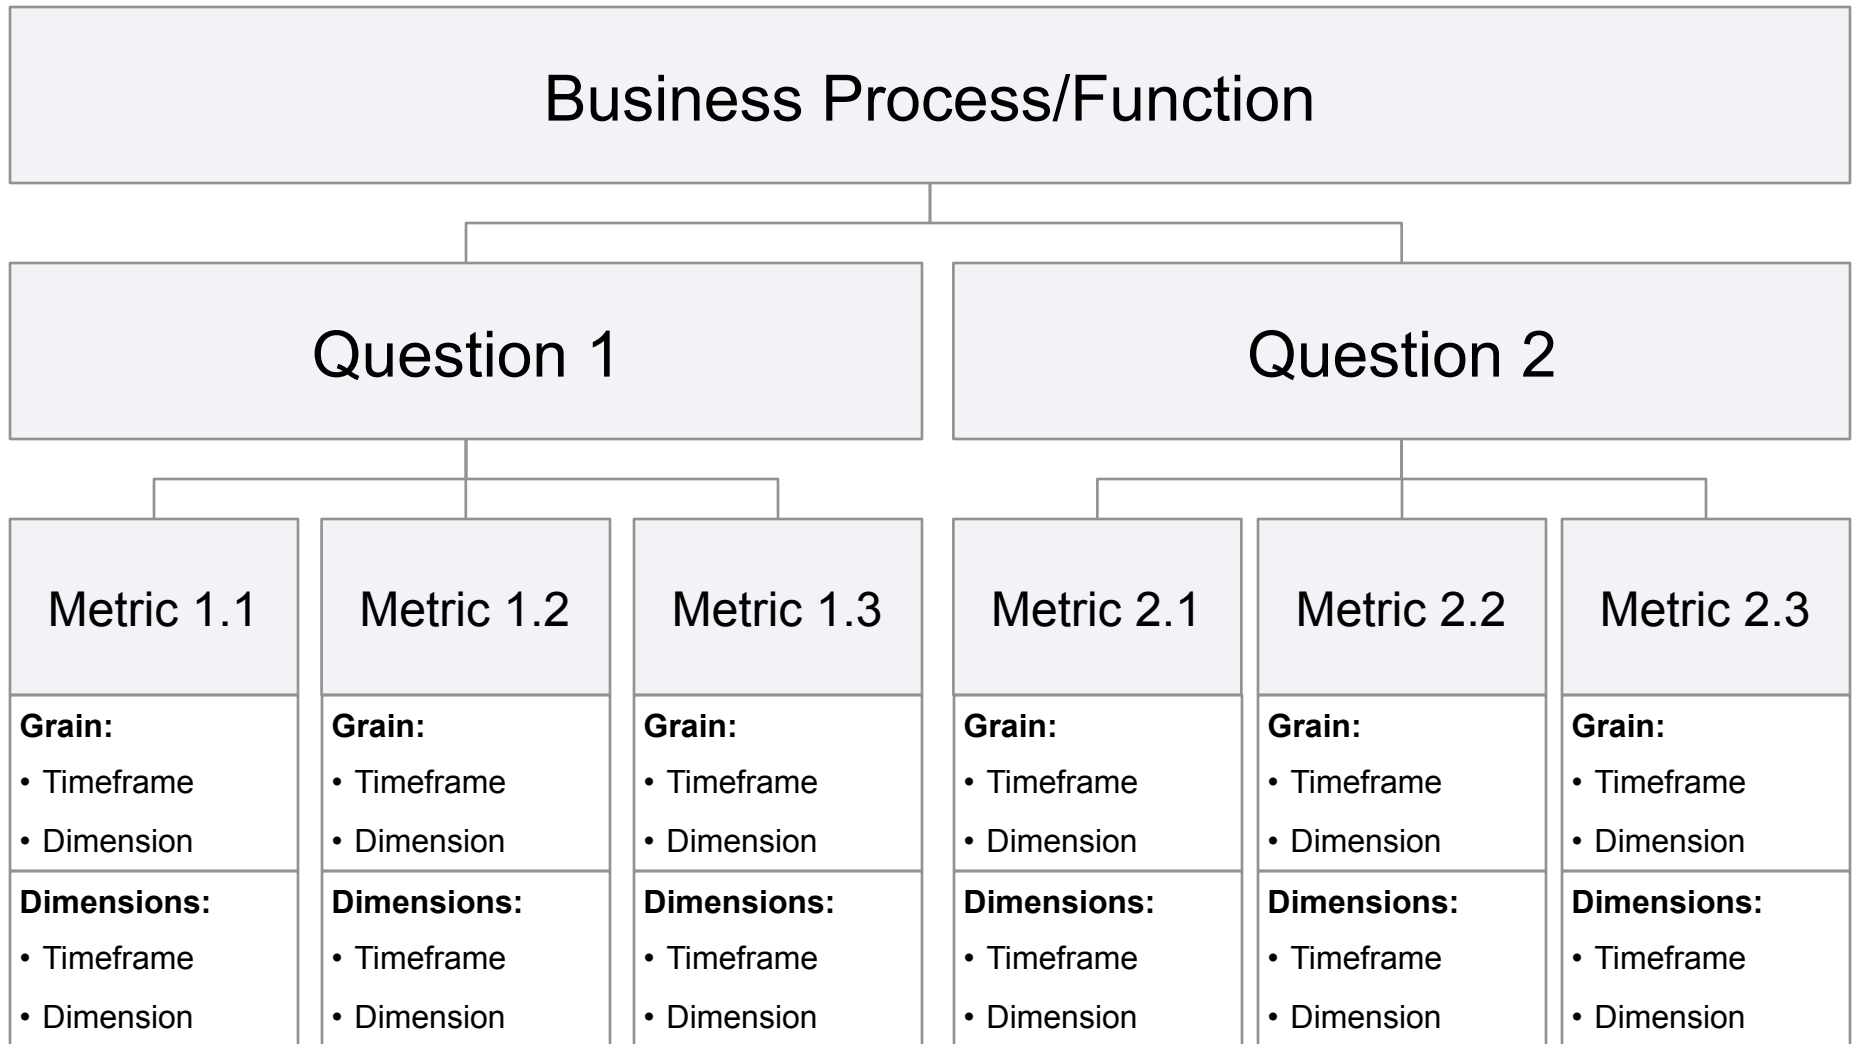 Business Process/Function
Question 1
Question 2
Metric 1.1
Metric 1.2
Metric 1.3
Metric 2.1
Metric 2.2
Metric 2.3
Grain:
• Timeframe
• Dimension
Dimensions:
• Timeframe
• Dimension
Grain:
• Timeframe
• Dimension
Dimensions:
• Timeframe
• Dimension
Grain:
• Timeframe
• Dimension
Dimensions:
• Timeframe
• Dimension
Grain:
• Timeframe
• Dimension
Dimensions:
• Timeframe
• Dimension
Grain:
• Timeframe
• Dimension
Dimensions:
• Timeframe
• Dimension
Grain:
• Timeframe
• Dimension
Dimensions:
• Timeframe
• Dimension